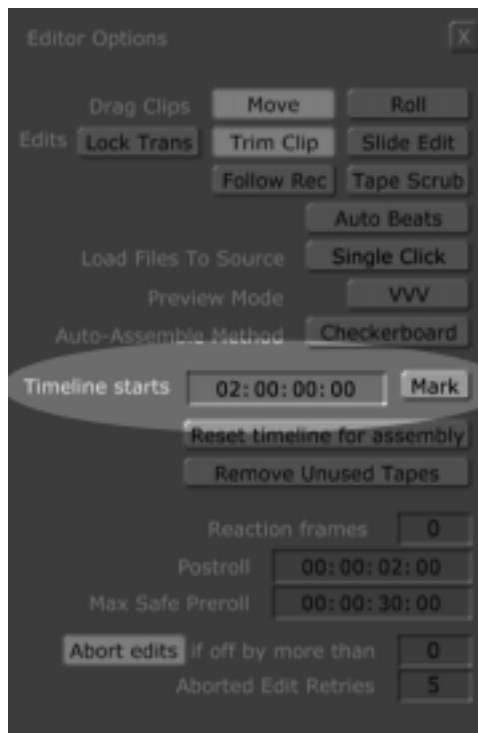 Editor Options X
Drag Clips Move Roll
Edits Lock Trans Trim Clip Slide Edit
Follow Rec Tape Scrub
Auto Beats
Load Files To Source Single Click
Preview Mode VVV
Auto-Assemble Method Checkerboard
Timeline starts 02:00:00:00 Mark
Reset timeline for assembly
Remove Unused Tapes
Reaction frames 0
Postroll 00:00:02:00
Max Safe Preroll 00:00:30:00
Abort edits if off by more than 0
Aborted Edit Retries 5